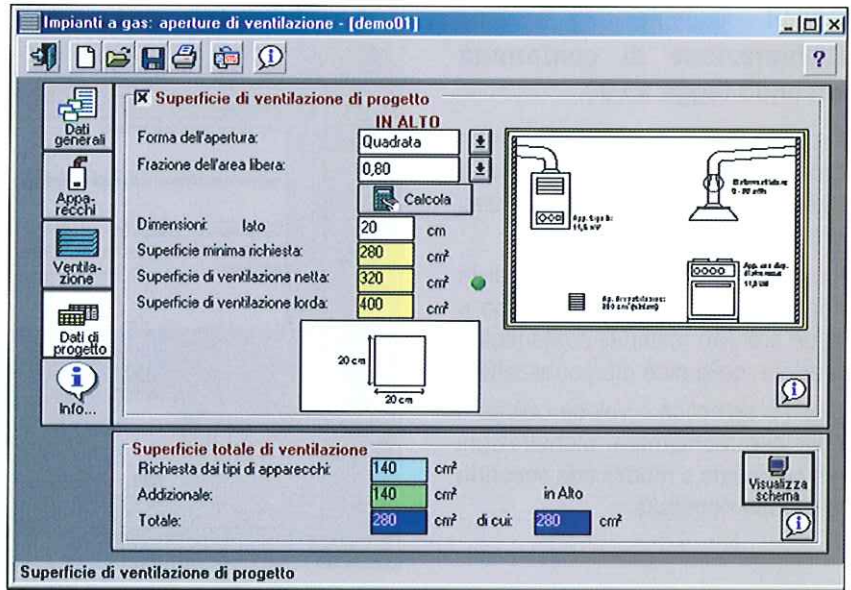 Impianti a gas: aperture di ventilazione - [demo01]
?
Dati generali
Appa-recchi
Ventila-zione
Dati di progetto
Info...
Superficie di ventilazione di progetto
IN ALTO
Forma dell'apertura: Quadrata
Frazione dell'area libera: 0,80
Calcola
Dimensioni: lato 20 cm
Superficie minima richiesta: 280 cm²
Superficie di ventilazione netta: 320 cm²
Superficie di ventilazione lorda: 400 cm²
20 cm
20 cm
App. tipo B:
Superficie totale di ventilazione
Richiesta dai tipi di apparecchi: 140 cm²
Addizionale: 140 cm² in Alto
Totale: 280 cm² di cui: 280 cm²
Visualizza schema
Superficie di ventilazione di progetto